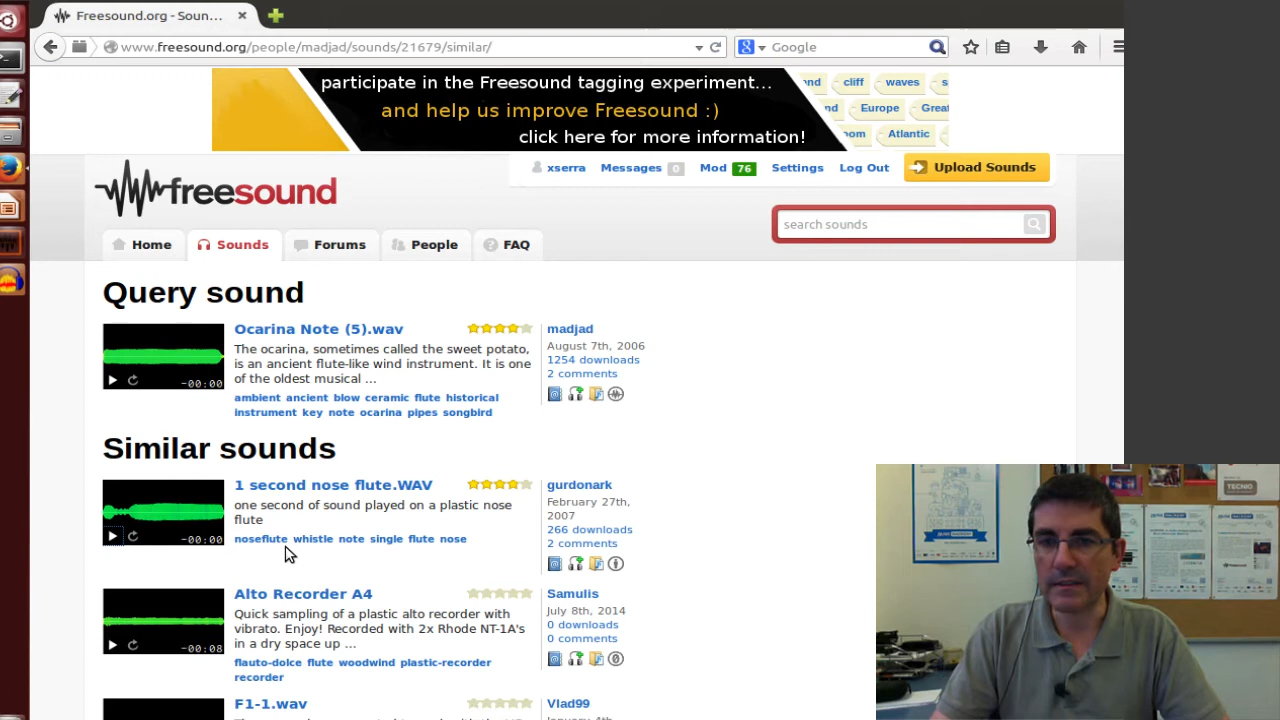 Freesound.org - Soun...
www.freesound.org/people/madjad/sounds/21679/similar/
Google
participate in the Freesound tagging experiment...
and help us improve Freesound :)
click here for more information!
cliff
waves
Europe
Atlantic
xserra
Messages 0
Mod 76
Settings
Log Out
Upload Sounds
freesound
search sounds
Home
Sounds
Forums
People
FAQ
Query sound
Ocarina Note (5).wav
The ocarina, sometimes called the sweet potato,
is an ancient flute-like wind instrument. It is one
of the oldest musical ...
ambient ancient blow ceramic flute historical
instrument key note ocarina pipes songbird
-00:00
madjad
August 7th, 2006
1254 downloads
2 comments
Similar sounds
1 second nose flute.WAV
one second of sound played on a plastic nose
flute
noseflute whistle note single flute nose
-00:00
gurdonark
February 27th,
2007
266 downloads
2 comments
Alto Recorder A4
Quick sampling of a plastic alto recorder with
vibrato. Enjoy! Recorded with 2x Rhode NT-1A's
in a dry space up ...
flauto-dolce flute woodwind plastic-recorder
recorder
-00:08
Samulis
July 8th, 2014
0 downloads
0 comments
F1-1.wav
Vlad99
TECNIO